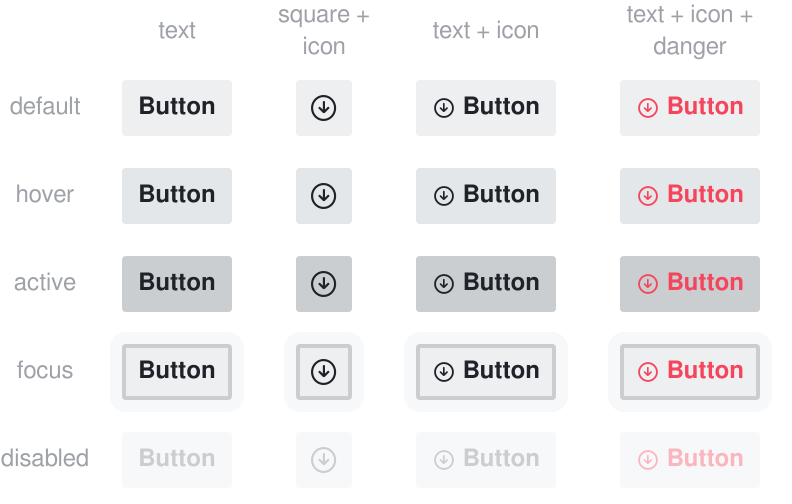 text
square +
icon
text + icon
text + icon +
danger
default
Button
Button
Button
hover
Button
Button
Button
active
Button
Button
Button
focus
Button
Button
Button
disabled
Button
Button
Button